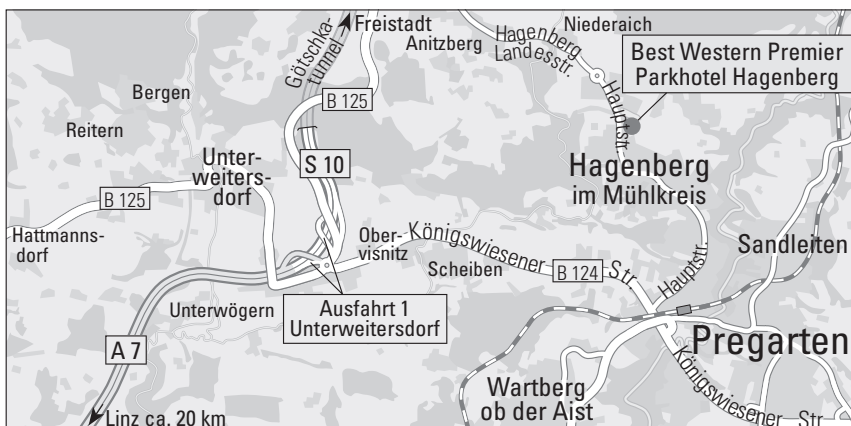 Freistadt
Anitzberg
Niederaich
Götschka-
tunnel
Hagenberg
Landesstr.
Best Western Premier
Parkhotel Hagenberg
Bergen
B 125
Hauptstr.
Reitern
Unter-
weiters-
dorf
S 10
Hagenberg
im Mühlkreis
B 125
Hattmanns-
dorf
Ober-
visnitz
Königswiesener
Str.
Scheiben
B 124
Hauptstr.
Sandleiten
Unterwögern
Ausfahrt 1
Unterweitersdorf
A 7
Pregarten
Königswiesener Str.
Wartberg
ob der Aist
Linz ca. 20 km